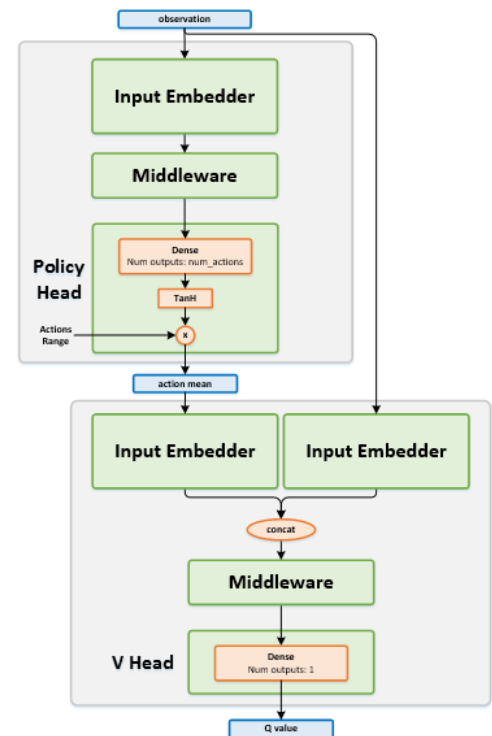 observation
Input Embedder
Middleware
Policy
Head
Dense
Num outputs: num_actions
TanH
Actions
Range
x
action mean
Input Embedder
Input Embedder
concat
Middleware
V Head
Dense
Num outputs: 1
Q value